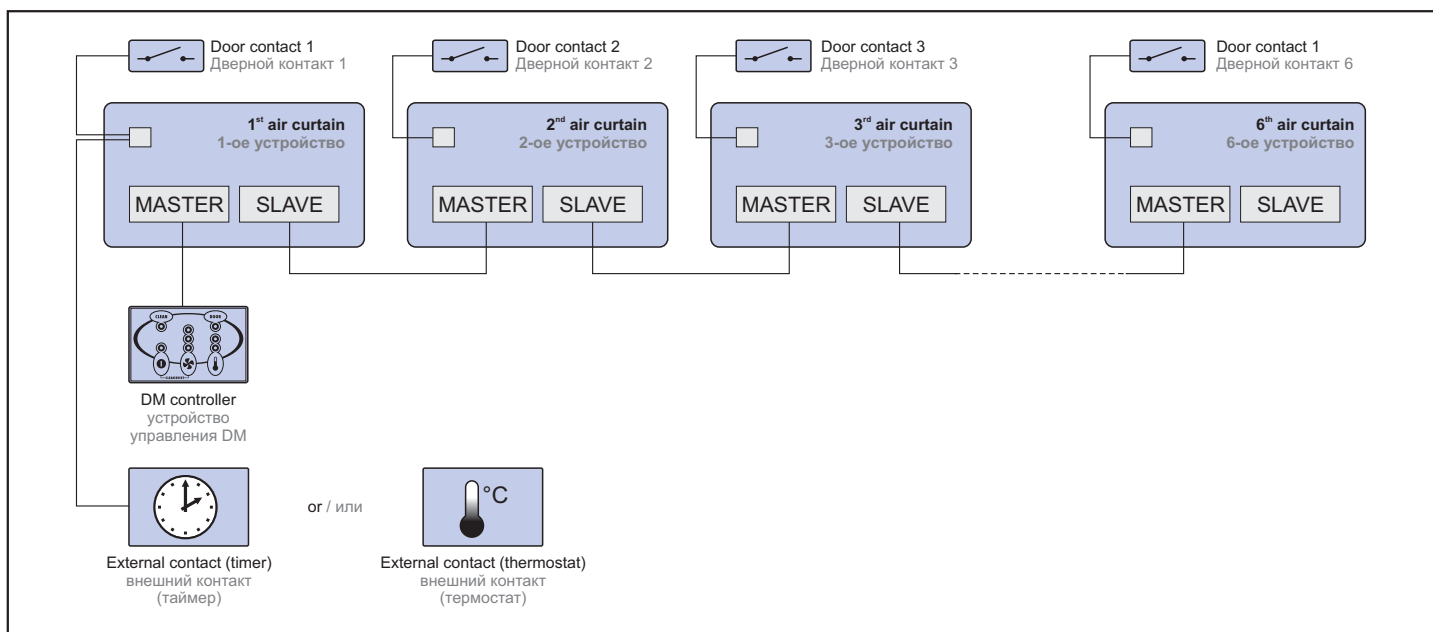 Door contact 1
Дверной контакт 1
Door contact 2
Дверной контакт 2
Door contact 3
Дверной контакт 3
Door contact 1
Дверной контакт 6
1st air curtain
1-ое устройство
2nd air curtain
2-ое устройство
3rd air curtain
3-ое устройство
6th air curtain
6-ое устройство
MASTER SLAVE
MASTER SLAVE
MASTER SLAVE
MASTER SLAVE
CLEAN DOOR
DM controller
устройство
управления DM
or / или
°C
External contact (timer)
внешний контакт
(таймер)
External contact (thermostat)
внешний контакт
(термостат)